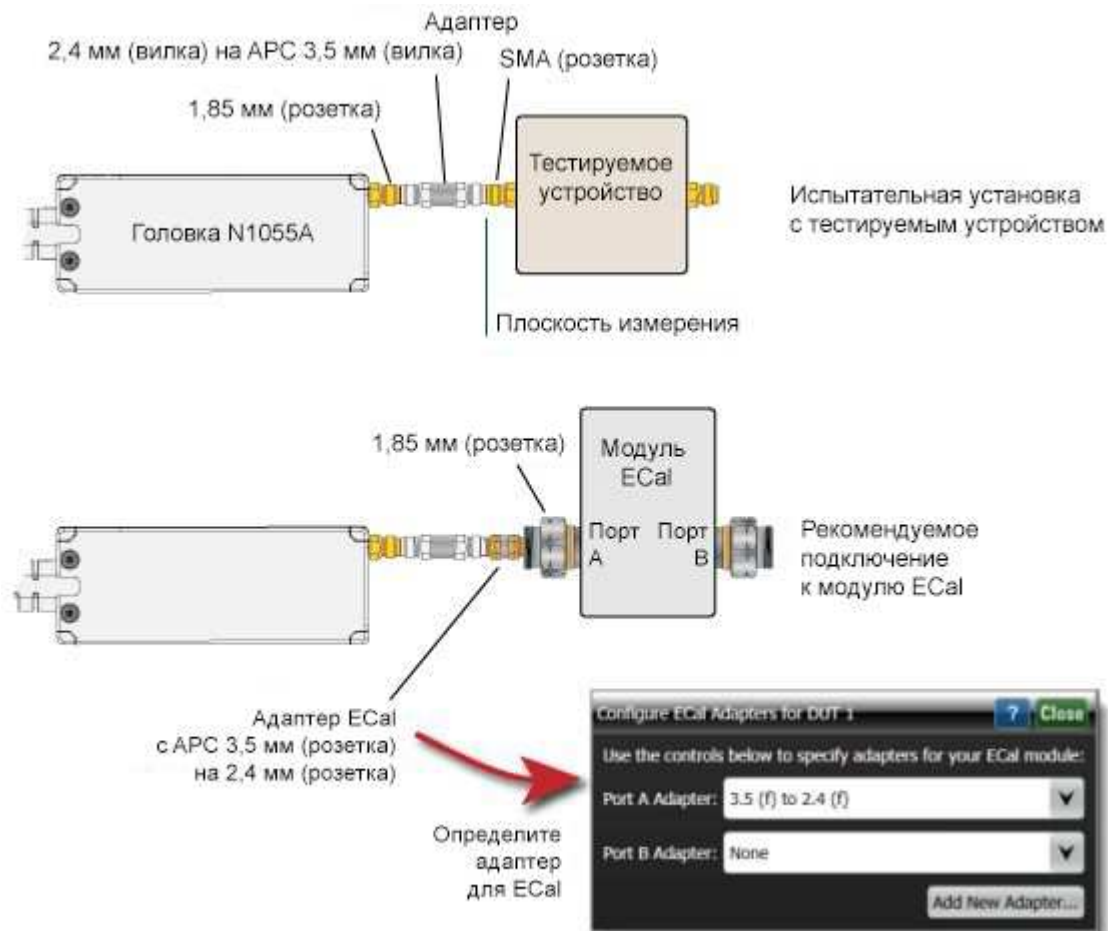 Адаптер
2,4 мм (вилка) на APC 3,5 мм (вилка)
SMA (розетка)
1,85 мм (розетка)
Тестируемое
устройство
Головка N1055A
Испытательная установка
с тестируемым устройством
Плоскость измерения
1,85 мм (розетка)
Модуль
ECal
Порт
A
Порт
B
Рекомендуемое
подключение
к модулю ECal
Адаптер ECal
с APC 3,5 мм (розетка)
на 2,4 мм (розетка)
Определите
адаптер
для ECal
Configure ECal Adapters for DUT 1
?
Close
Use the controls below to specify adapters for your ECal module:
Port A Adapter: 3.5 (f) to 2.4 (f)
Port B Adapter: None
Add New Adapter...